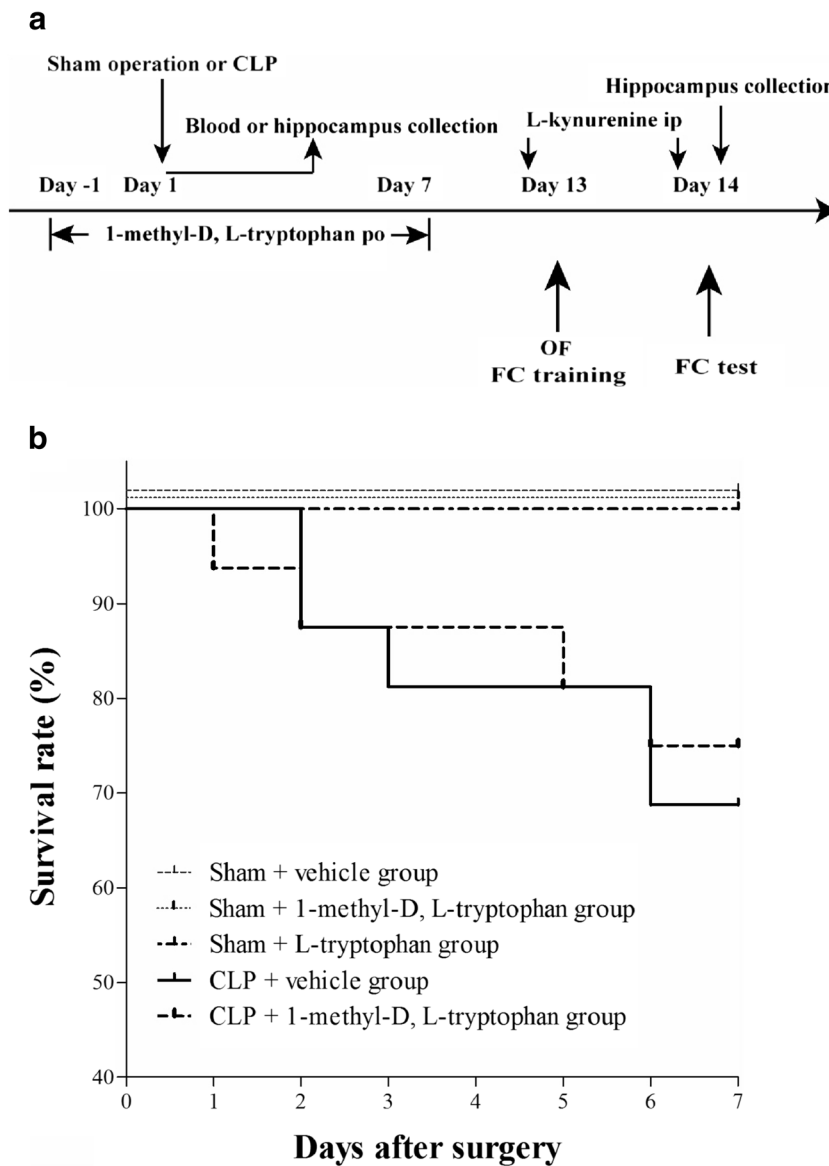 a
Sham operation or CLP
Hippocampus collection
Blood or hippocampus collection
L-kynurenine ip
Day -1
Day 1
Day 7
Day 13
Day 14
1-methyl-D, L-tryptophan po
OF
FC training
FC test
b
100
90
80
70
60
50
40
Survival rate (%)
Sham + vehicle group
Sham + 1-methyl-D, L-tryptophan group
Sham + L-tryptophan group
CLP + vehicle group
CLP + 1-methyl-D, L-tryptophan group
0 1 2 3 4 5 6 7
Days after surgery